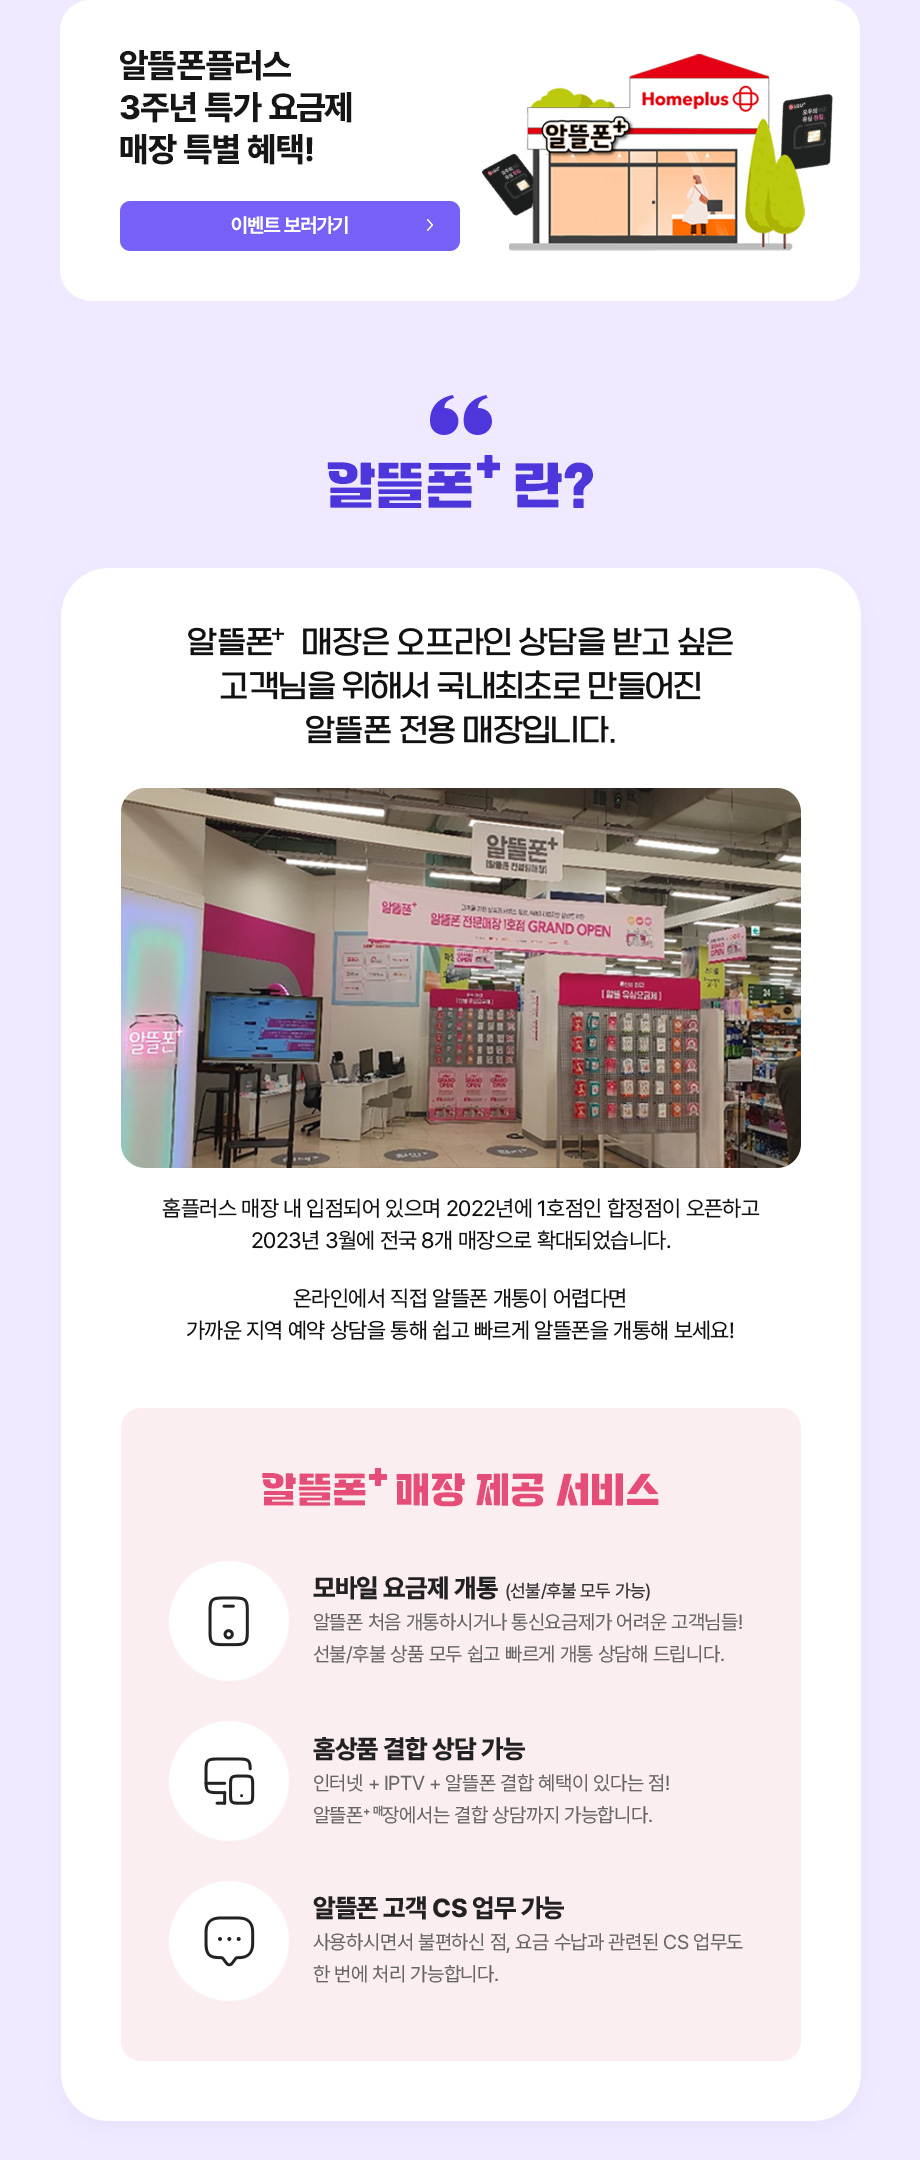 알뜰폰플러스
3주년 특가 요금제
매장 특별 혜택!
이벤트 보러가기
Homeplus
알뜰폰+
알뜰폰+ 란?
알뜰폰+ 매장은 오프라인 상담을 받고 싶은
고객님을 위해서 국내최초로 만들어진
알뜰폰 전용 매장입니다.
알뜰폰+
[알뜰폰 컨설팅매장]
알뜰폰+
알뜰폰 전문매장 1호점 GRAND OPEN
[ 알뜰 유심요금제 ]
GRAND OPEN
알뜰폰+
홈플러스 매장 내 입점되어 있으며 2022년에 1호점인 합정점이 오픈하고
2023년 3월에 전국 8개 매장으로 확대되었습니다.
온라인에서 직접 알뜰폰 개통이 어렵다면
가까운 지역 예약 상담을 통해 쉽고 빠르게 알뜰폰을 개통해 보세요!
알뜰폰+ 매장 제공 서비스
모바일 요금제 개통 (선불/후불 모두 가능)
알뜰폰 처음 개통하시거나 통신요금제가 어려운 고객님들!
선불/후불 상품 모두 쉽고 빠르게 개통 상담해 드립니다.
홈상품 결합 상담 가능
인터넷 + IPTV + 알뜰폰 결합 혜택이 있다는 점!
알뜰폰+ 매장에서는 결합 상담까지 가능합니다.
알뜰폰 고객 CS 업무 가능
사용하시면서 불편하신 점, 요금 수납과 관련된 CS 업무도
한 번에 처리 가능합니다.